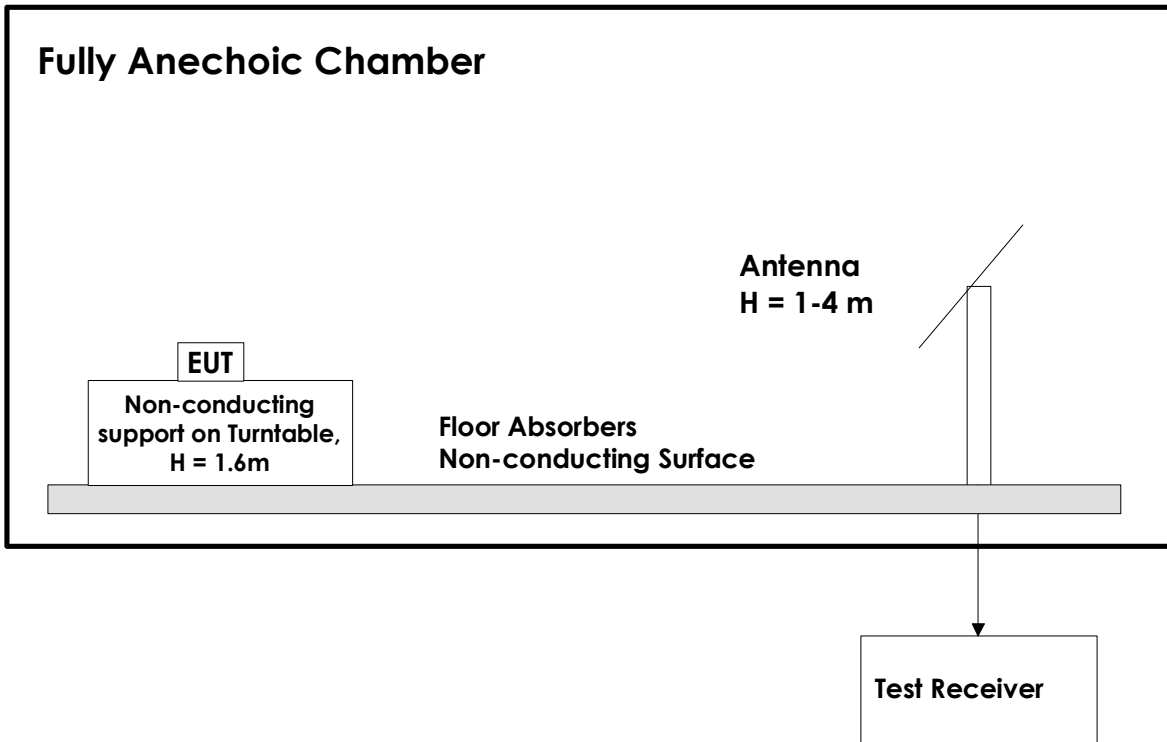 Fully Anechoic Chamber
Antenna
H = 1-4 m
EUT
Non-conducting
support on Turntable,
H = 1.6m
Floor Absorbers
Non-conducting Surface
Test Receiver